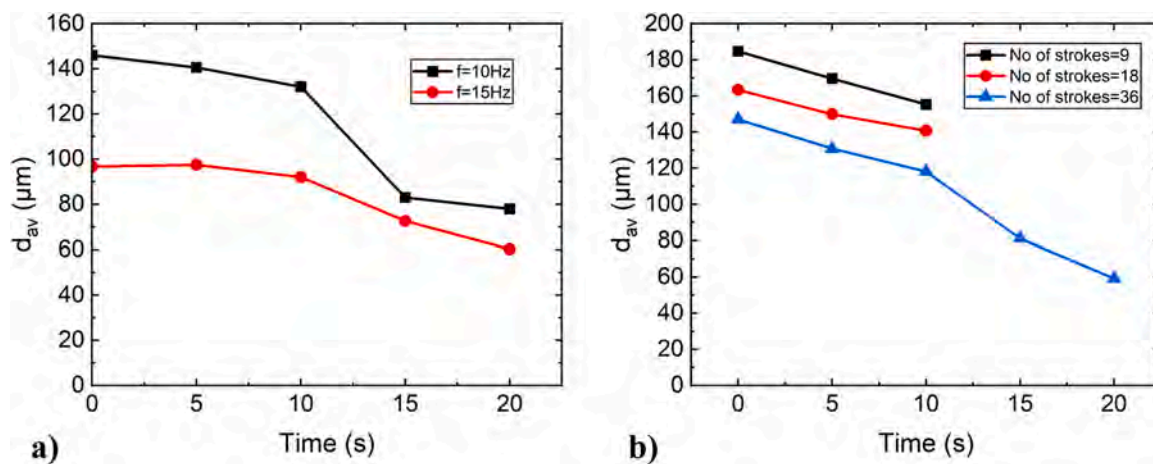 160
140
120
100
80
60
40
20
0
d_av (μm)
f=10Hz
f=15Hz
0 5 10 15 20
Time (s)
a)
200
180
160
140
120
100
80
60
40
20
0
d_av (μm)
No of strokes=9
No of strokes=18
No of strokes=36
0 5 10 15 20
Time (s)
b)